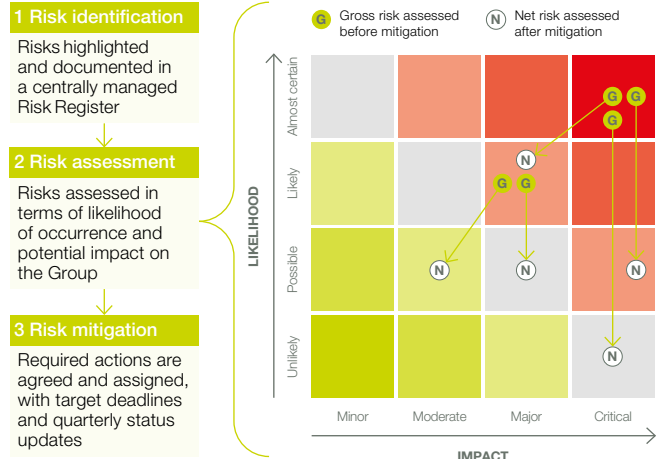 1 Risk identification
Risks highlighted
and documented in
a centrally managed
Risk Register
2 Risk assessment
Risks assessed in
terms of likelihood
of occurrence and
potential impact on
the Group
3 Risk mitigation
Required actions are
agreed and assigned,
with target deadlines
and quarterly status
updates
G Gross risk assessed
before mitigation
N Net risk assessed
after mitigation
LIKELIHOOD
Almost certain
Likely
Possible
Unlikely
G G
G
N
G G
N N N
N
Minor Moderate Major Critical
IMPACT